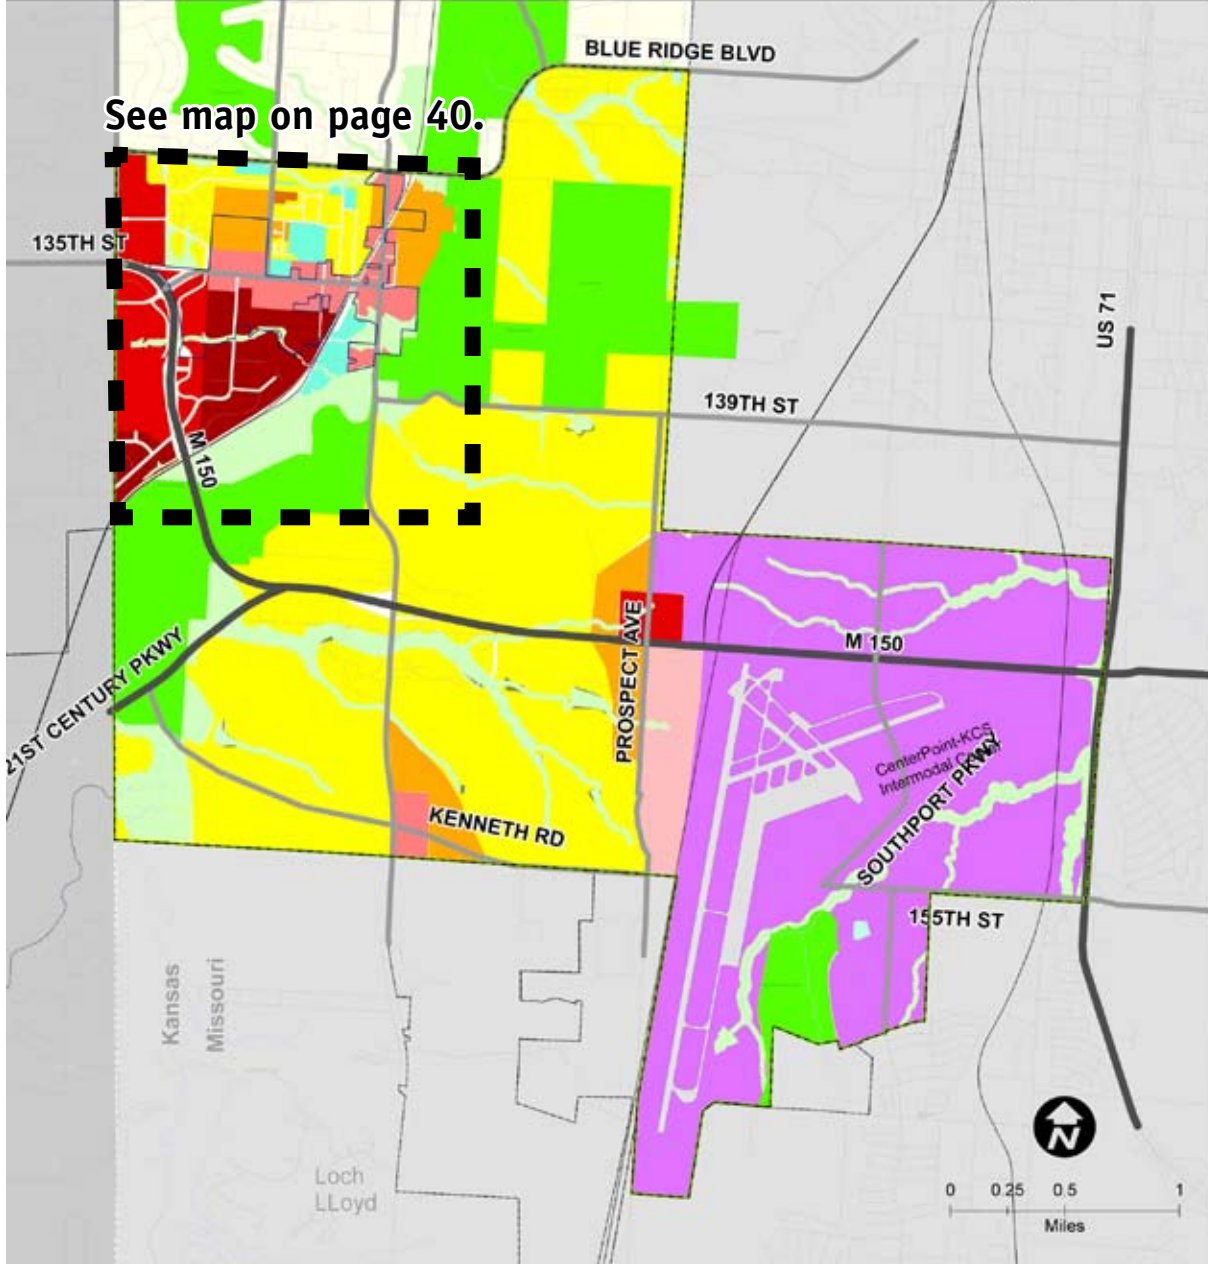 BLUE RIDGE BLVD
See map on page 40.
135TH ST
US 71
139TH ST
M 150
PROSPECT AVE
M 150
21ST CENTURY PKWY
CenterPoint-KCS
Intermodal
SOUTHPORT PKWY
KENNETH RD
155TH ST
Kansas
Missouri
Loch
LLoyd
N
0 0.25 0.5 1
Miles